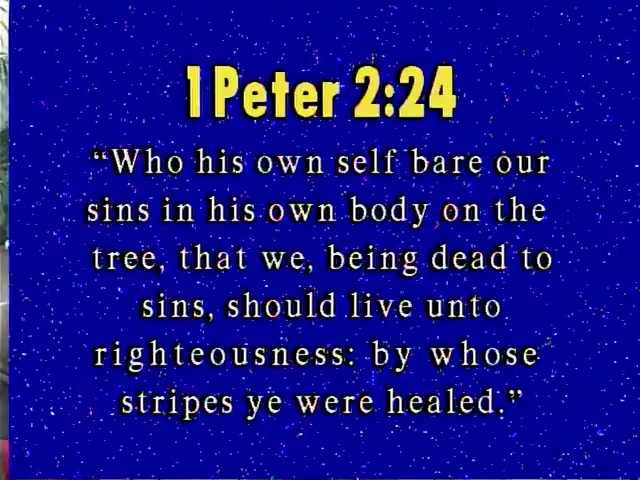 1 Peter 2:24
“Who his own self bare our
sins in his own body on the
tree, that we, being dead to
sins, should live unto
righteousness: by whose
stripes ye were healed.”